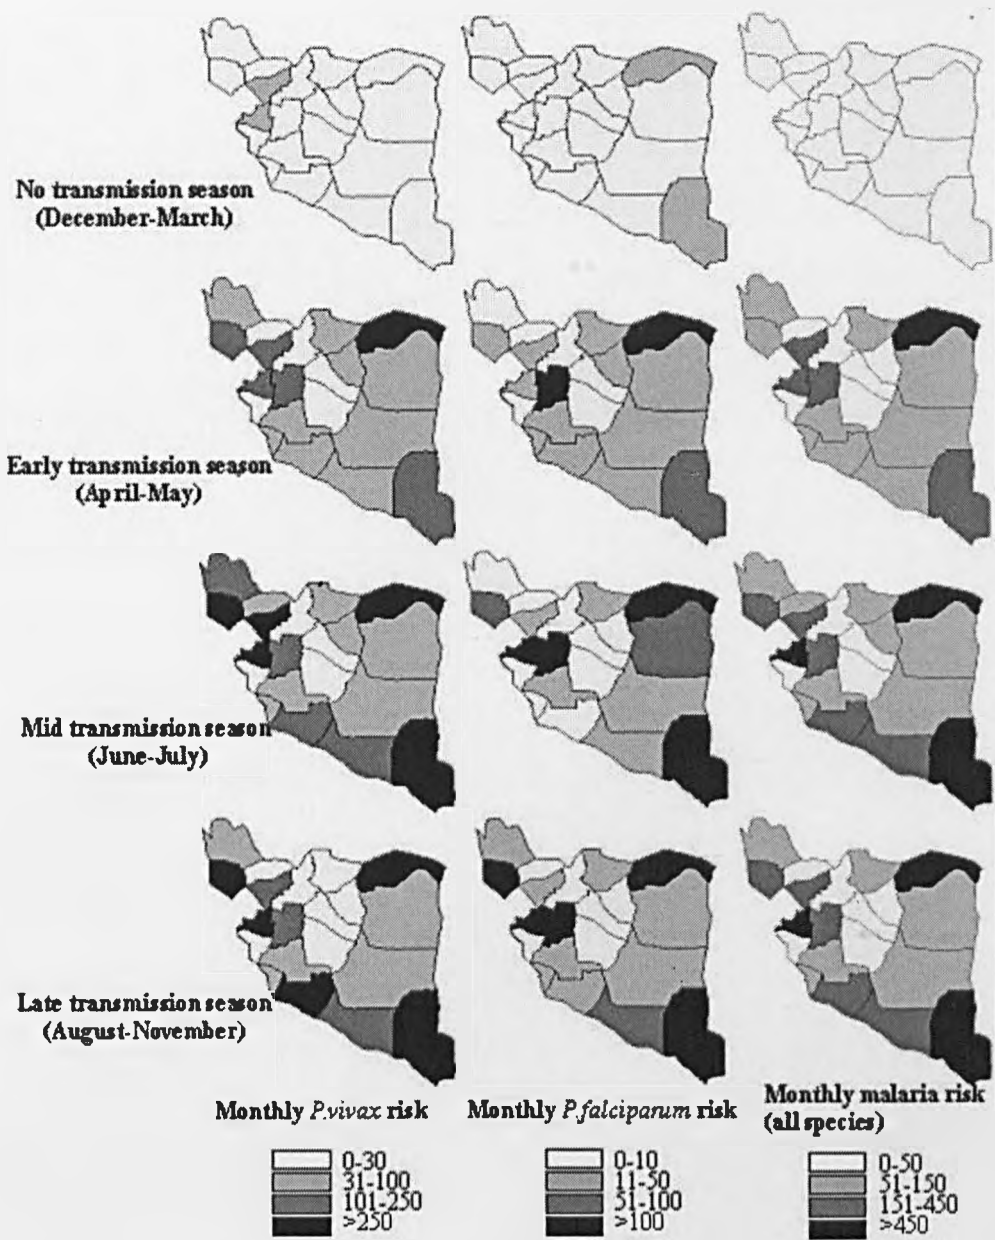 No transmission season
(December-March)
Early transmission season
(April-May)
Mid transmission season
(June-July)
Late transmission season
(August-November)
Monthly P.vivax risk
0-30
31-100
101-250
>250
Monthly P.falciparum risk
0-10
11-50
51-100
>100
Monthly malaria risk
(all species)
0-50
51-150
151-450
>450